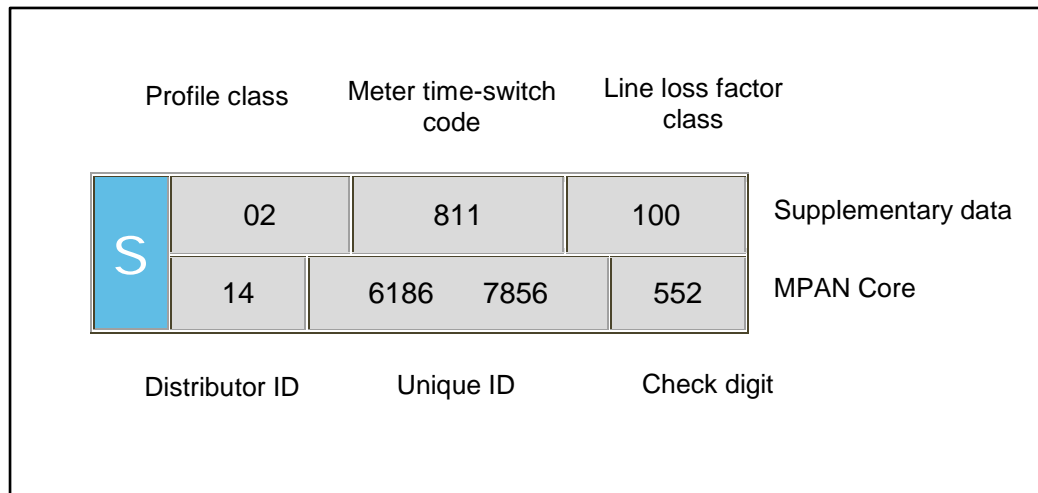 Profile class Meter time-switch code Line loss factor class
S 02 811 100 Supplementary data
14 6186 7856 552 MPAN Core
Distributor ID Unique ID Check digit